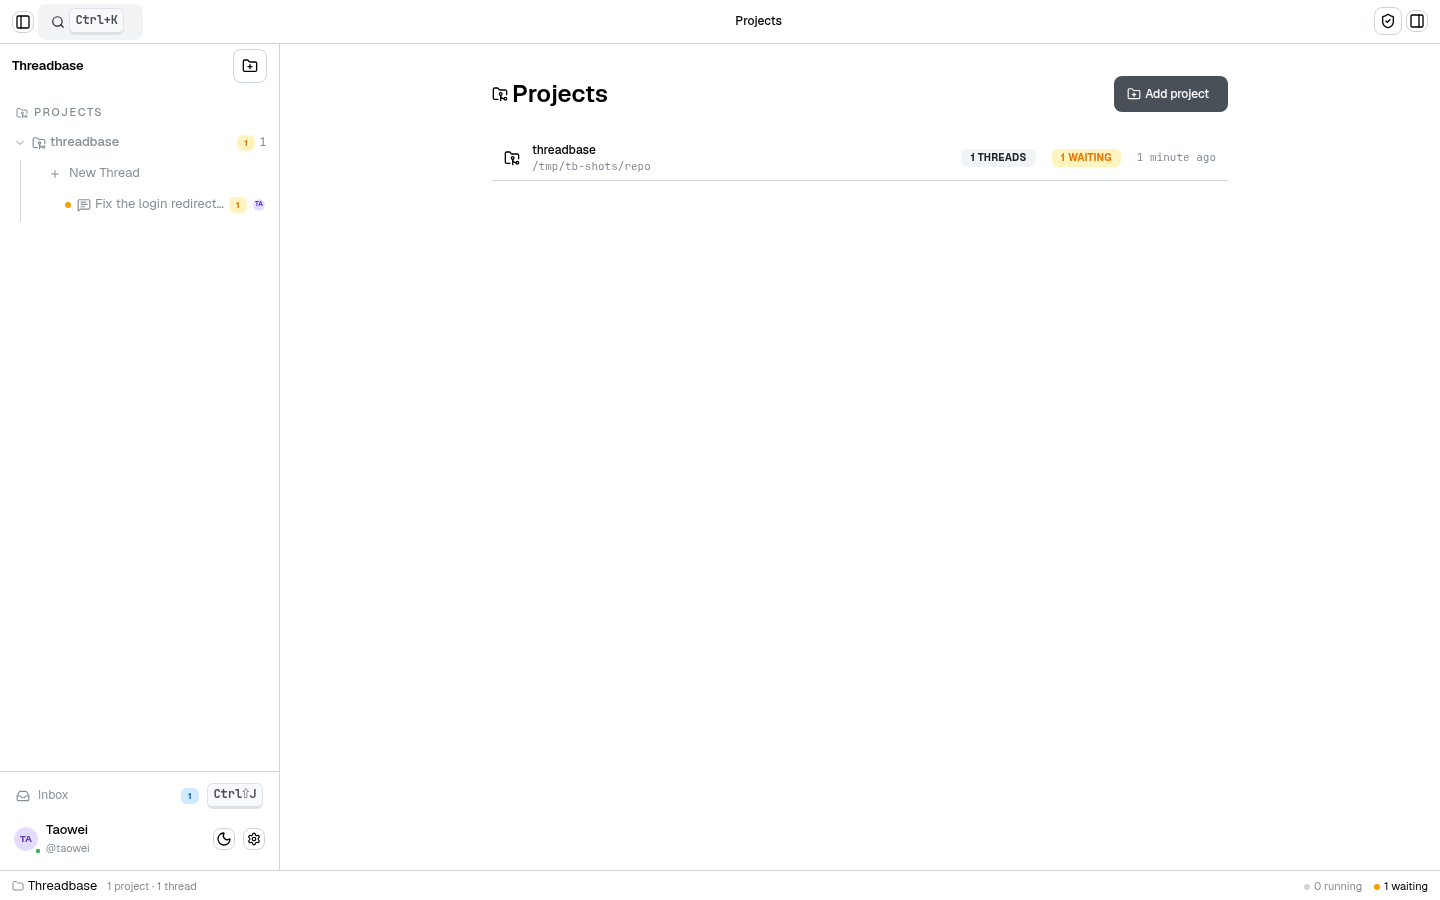 Ctrl+K
Projects
Threadbase
PROJECTS
threadbase 1 1
New Thread
Fix the login redirect... 1 TA
Projects
Add project
threadbase
/tmp/tb-shots/repo
1 THREADS 1 WAITING 1 minute ago
Inbox 1 Ctrl⇧J
TA Taowei
@taowei
Threadbase 1 project · 1 thread
0 running 1 waiting